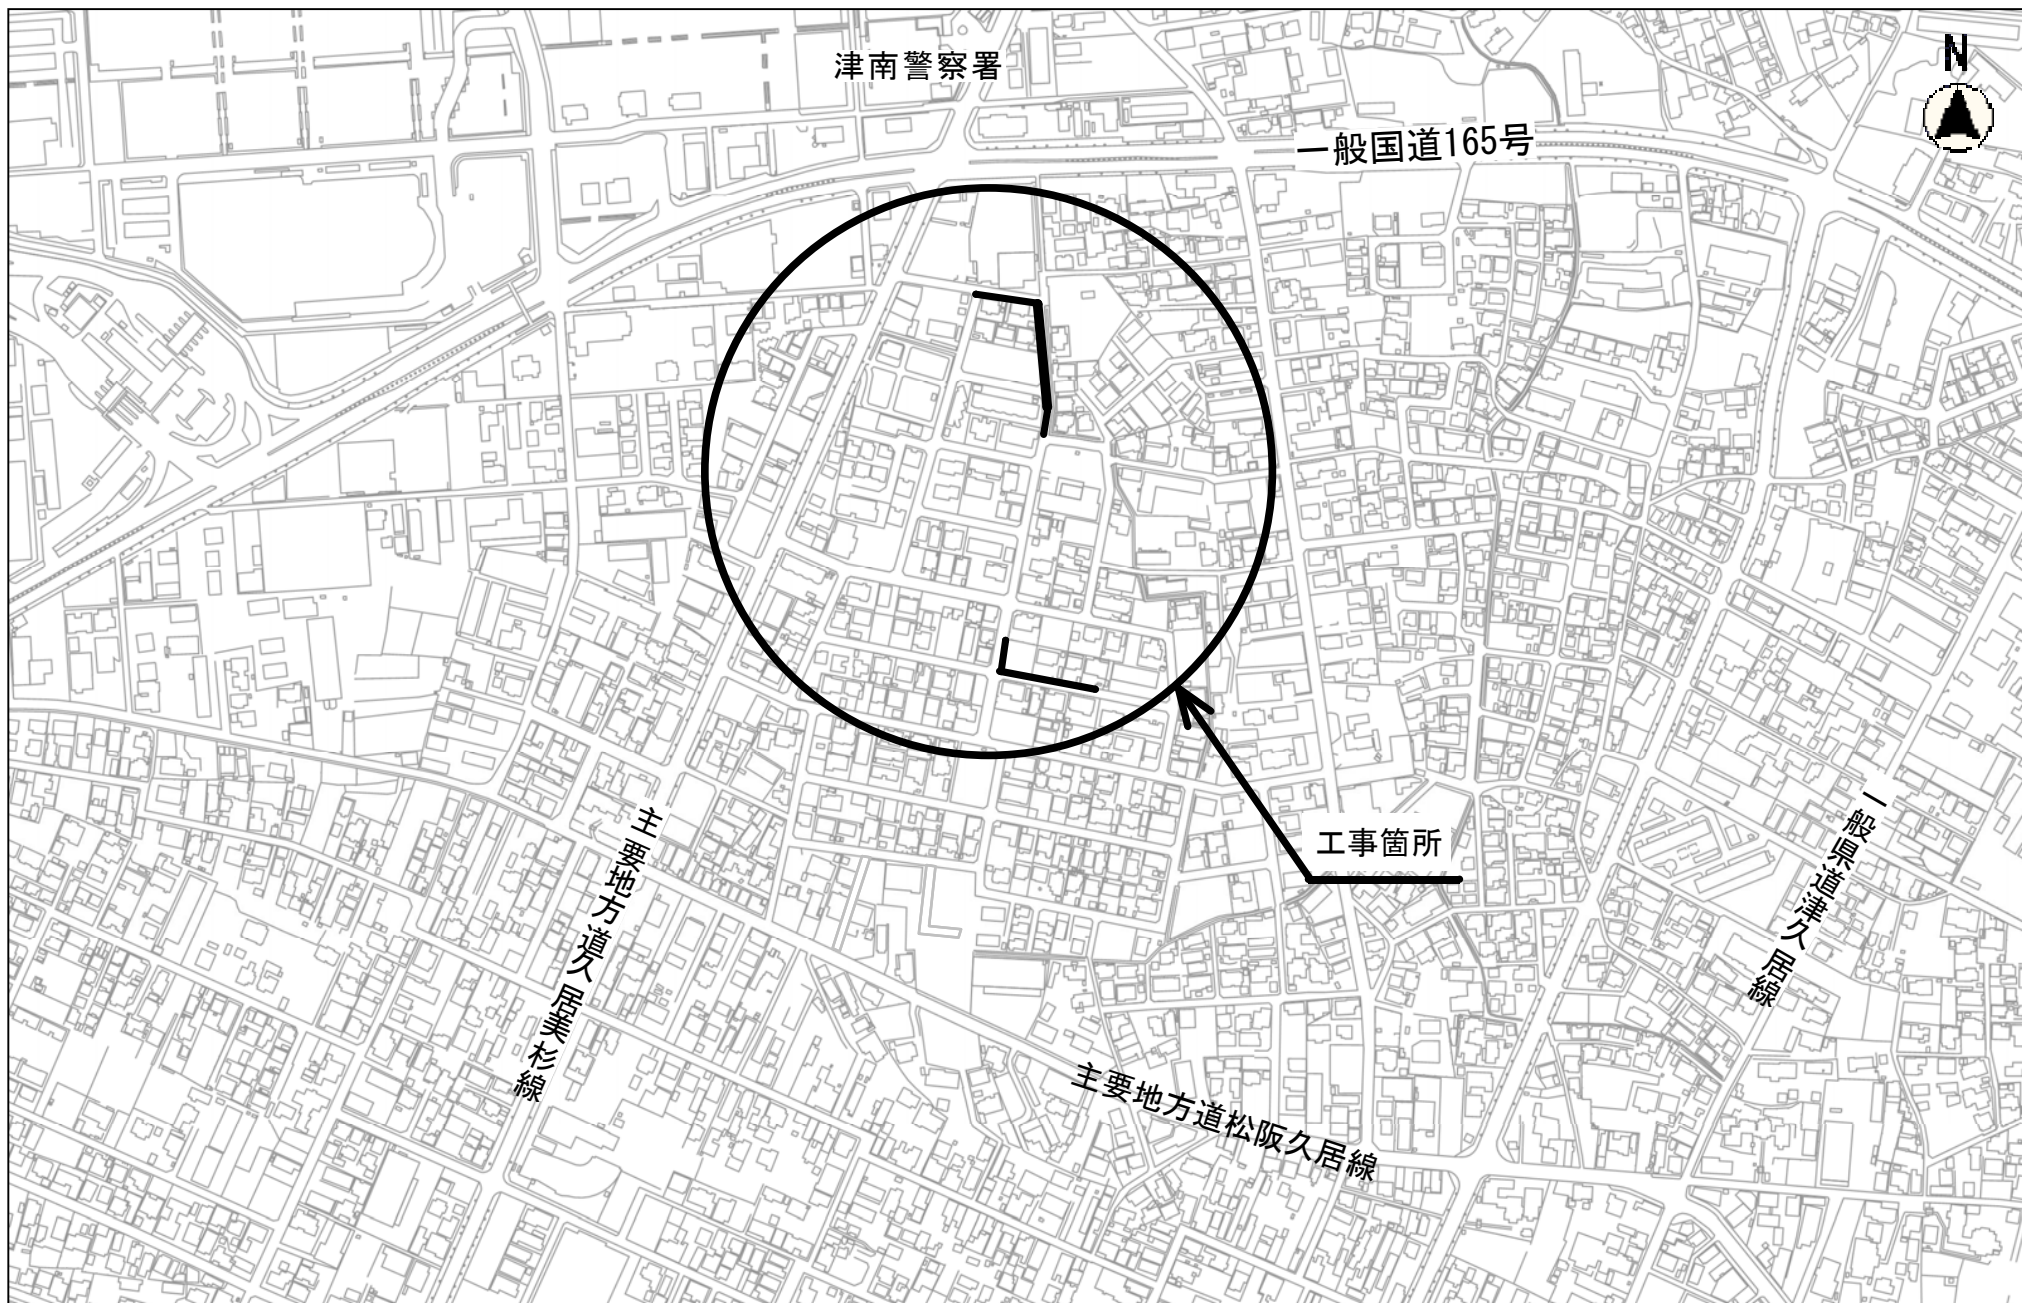 津南警察署
N
一般国道165号
工事箇所
主要地方道久居美杉線
一般県道津久居線
主要地方道松阪久居線